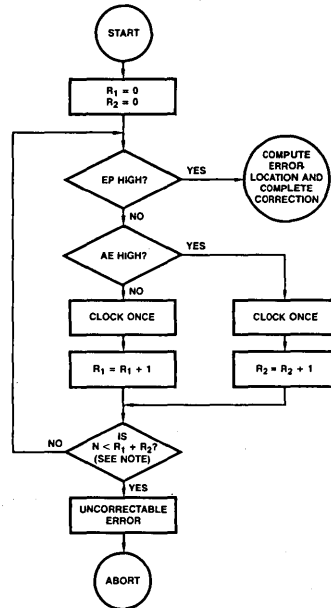 START
R1 = 0
R2 = 0
EP HIGH?
YES
COMPUTE
ERROR
LOCATION AND
COMPLETE
CORRECTION
NO
AE HIGH?
YES
NO
CLOCK ONCE
CLOCK ONCE
R1 = R1 + 1
R2 = R2 + 1
NO
IS
N < R1 + R2?
(SEE NOTE)
YES
UNCORRECTABLE
ERROR
ABORT